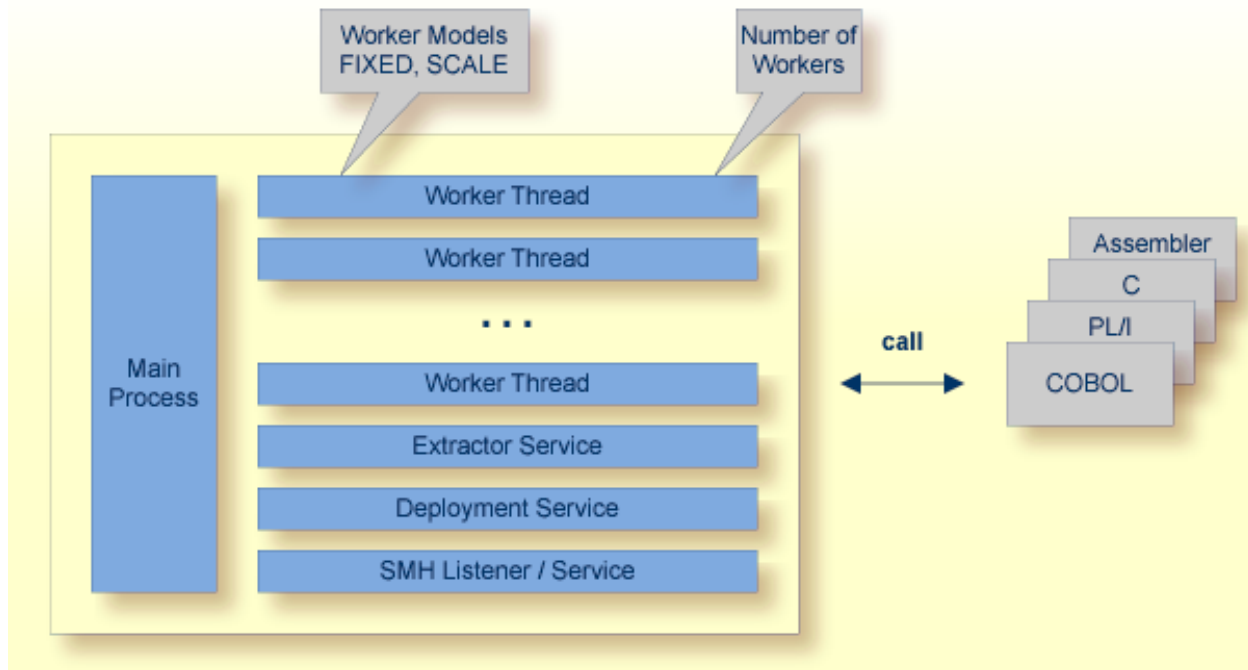 Worker Models
FIXED, SCALE
Number of
Workers
Main
Process
Worker Thread
Worker Thread
...
Worker Thread
Extractor Service
Deployment Service
SMH Listener / Service
call
Assembler
C
PL/I
COBOL